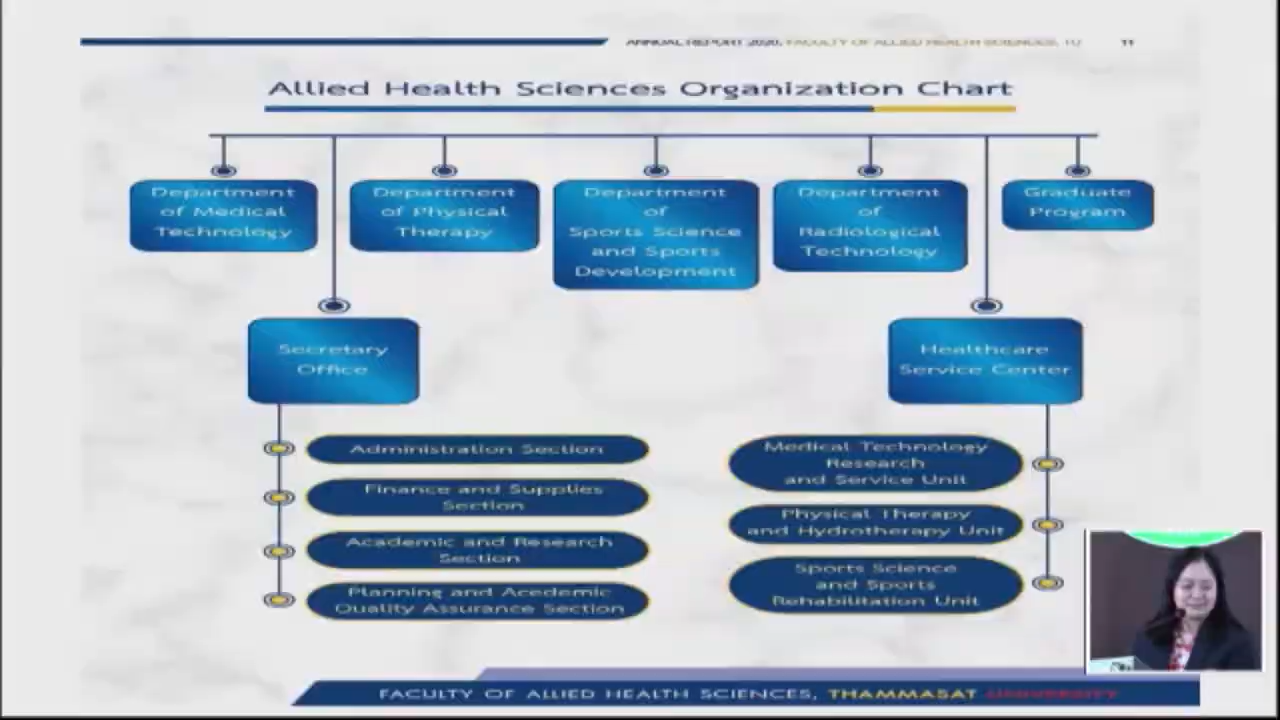 ANNUAL REPORT 2020, FACULTY OF ALLIED HEALTH SCIENCES, TU 11
Allied Health Sciences Organization Chart
Department
of Medical
Technology
Department
of Physical
Therapy
Department
of
Sports Science
and Sports
Development
Department
of
Radiological
Technology
Graduate
Program
Secretary
Office
Healthcare
Service Center
Administration Section
Finance and Supplies
Section
Academic and Research
Section
Planning and Acedemic
Quality Assurance Section
Medical Technology
Research
and Service Unit
Physical Therapy
and Hydrotherapy Unit
Sports Science
and Sports
Rehabilitation Unit
FACULTY OF ALLIED HEALTH SCIENCES, THAMMASAT UNIVERSITY